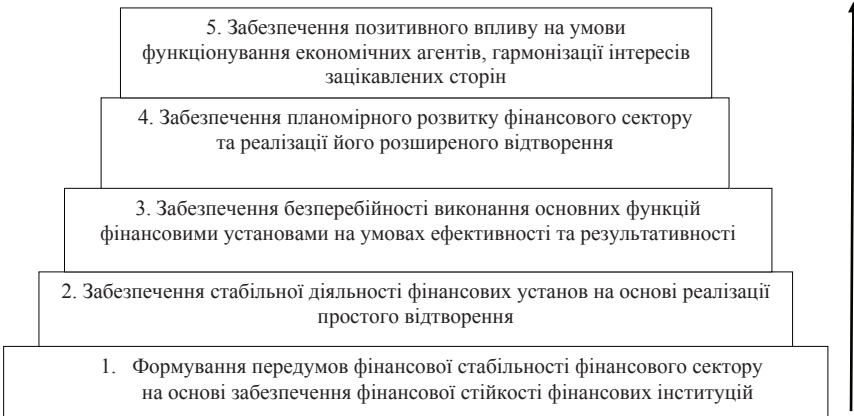 5. Забезпечення позитивного впливу на умови
функціонування економічних агентів, гармонізації інтересів
зацікавлених сторін
4. Забезпечення планомірного розвитку фінансового сектору
та реалізації його розширеного відтворення
3. Забезпечення безперебійності виконання основних функцій
фінансовими установами на умовах ефективності та результативності
2. Забезпечення стабільної діяльності фінансових установ на основі реалізації
простого відтворення
1. Формування передумов фінансової стабільності фінансового сектору
на основі забезпечення фінансової стійкості фінансових інституцій